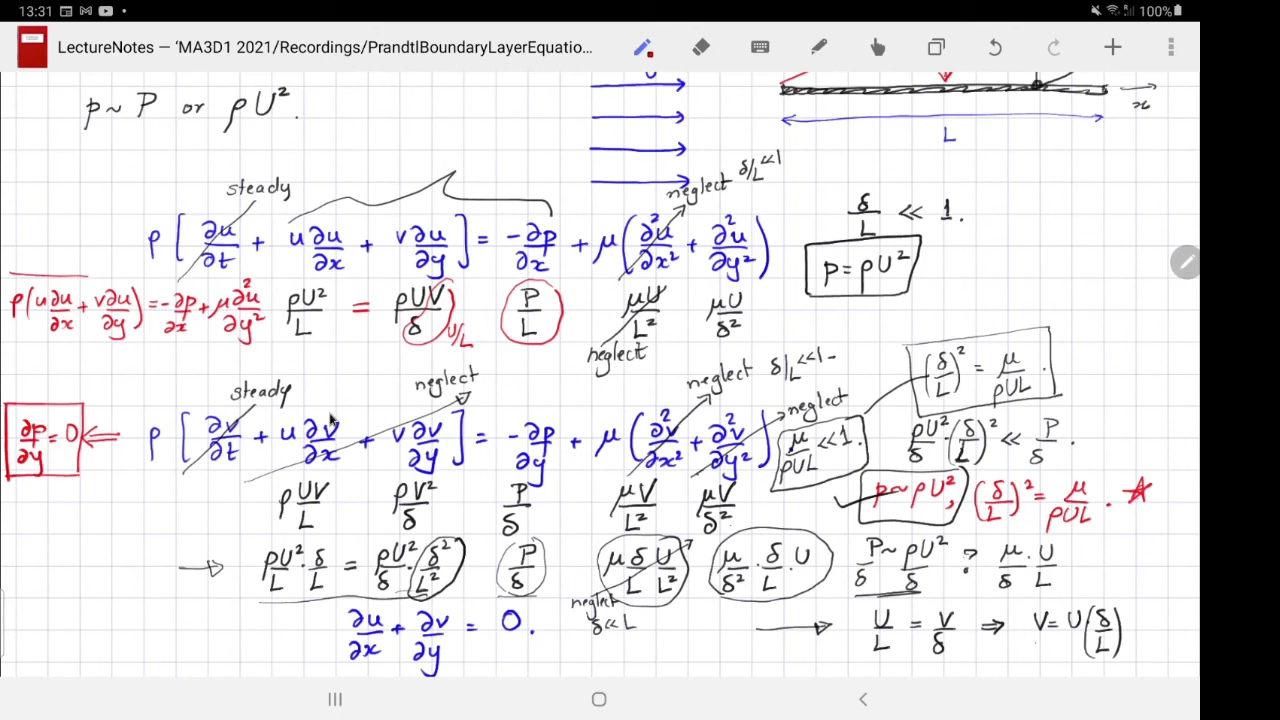 13:31 100%
LectureNotes — ‘MA3D1 2021/Recordings/PrandtlBoundaryLayerEquatio...
p ~ P or ρU².
U
x
L
steady
neglect δ/L <<1
ρ [ ∂u/∂t + u ∂u/∂x + v ∂u/∂y ] = -∂p/∂x + μ( ∂²u/∂x² + ∂²u/∂y² )
δ/L << 1.
p = ρU²
ρ(u ∂u/∂x + v ∂u/∂y) = -∂p/∂x + μ ∂²u/∂y²
ρU²/L = ρUV/δ U/L P/L μU/L² μU/δ²
neglect
(δ/L)² = μ/ρUL .
steady neglect neglect δ/L <<1- neglect
∂p/∂y = 0 ⇐ ρ [ ∂v/∂t + u ∂v/∂x + v ∂v/∂y ] = -∂p/∂y + μ( ∂²v/∂x² + ∂²v/∂y² )
μ/ρUL <<1.
ρU²/δ · (δ/L)² << P/δ .
ρ UV/L ρV²/δ P/δ μV/L² μV/δ²
p ~ ρU², (δ/L)² = μ/ρUL . ☆
→ ρU²/L · δ/L = ρU²/δ · δ²/L² P/δ μ δ/L U/L² μ/δ² · δ/L · U
P/δ ~ ρU²/δ ? μ/δ · U/L
neglect δ<<L
∂u/∂x + ∂v/∂y = 0. → U/L = V/δ ⇒ V = U(δ/L)